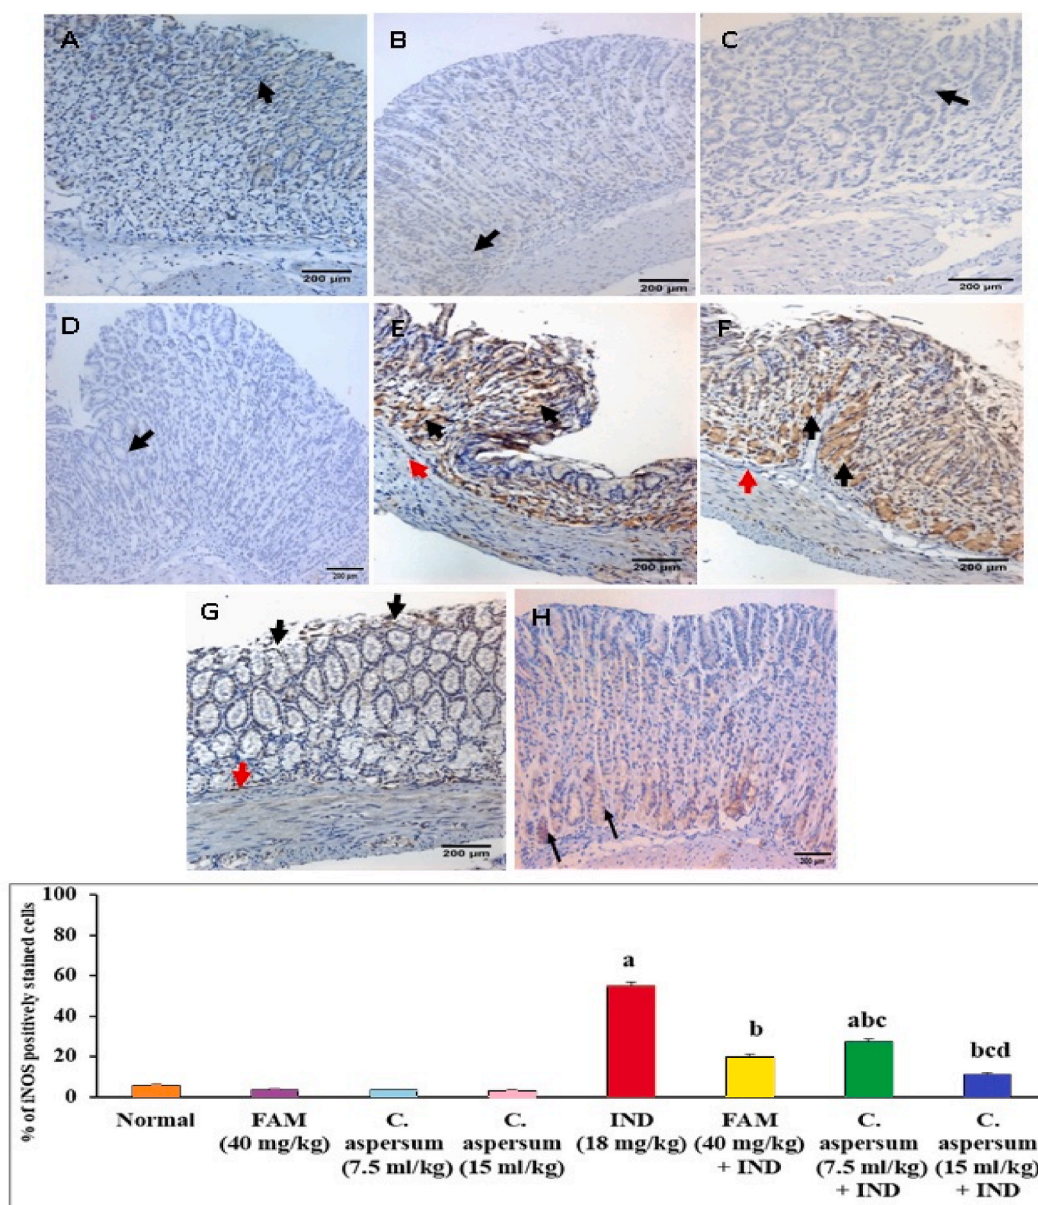 A
B
C
200 µm
200 µm
200 µm
D
E
F
200 µm
200 µm
200 µm
G
H
200 µm
200 µm
% of iNOS positively stained cells
100
80
60
40
20
0
a
b
abc
bcd
Normal
FAM
(40 mg/kg)
C.
aspersum
(7.5 ml/kg)
C.
aspersum
(15 ml/kg)
IND
(18 mg/kg)
FAM
(40 mg/kg)
+ IND
C.
aspersum
(7.5 ml/kg)
+ IND
C.
aspersum
(15 ml/kg)
+ IND